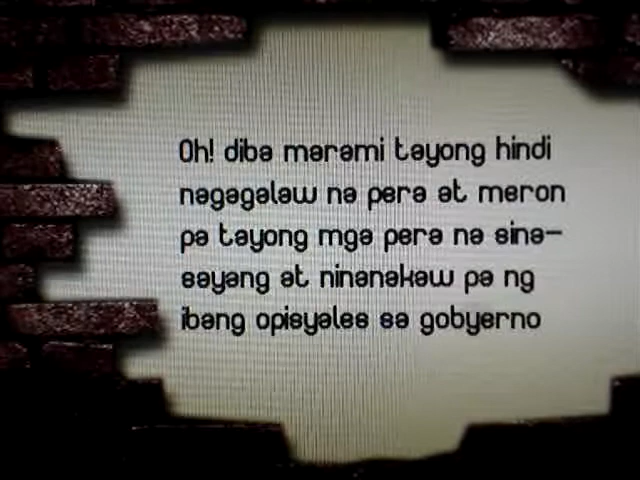 Oh! diba marami tayong hindi
nagagalaw na pera at meron
pa tayong mga pera na sina-
sayang at ninanakaw pa ng
ibang opisyales sa gobyerno